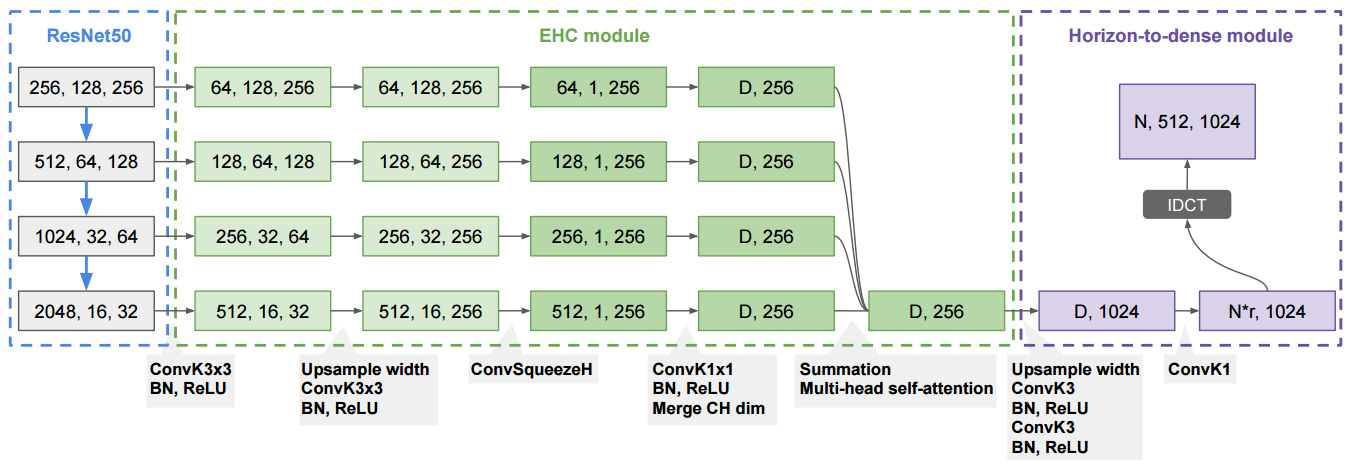 ResNet50
EHC module
Horizon-to-dense module
256, 128, 256
64, 128, 256
64, 128, 256
64, 1, 256
D, 256
N, 512, 1024
512, 64, 128
128, 64, 128
128, 64, 256
128, 1, 256
D, 256
IDCT
1024, 32, 64
256, 32, 64
256, 32, 256
256, 1, 256
D, 256
2048, 16, 32
512, 16, 32
512, 16, 256
512, 1, 256
D, 256
D, 256
D, 1024
N*r, 1024
ConvK3x3
BN, ReLU
Upsample width
ConvK3x3
BN, ReLU
ConvSqueezeH
ConvK1x1
BN, ReLU
Merge CH dim
Summation
Multi-head self-attention
Upsample width
ConvK3
BN, ReLU
ConvK3
BN, ReLU
ConvK1